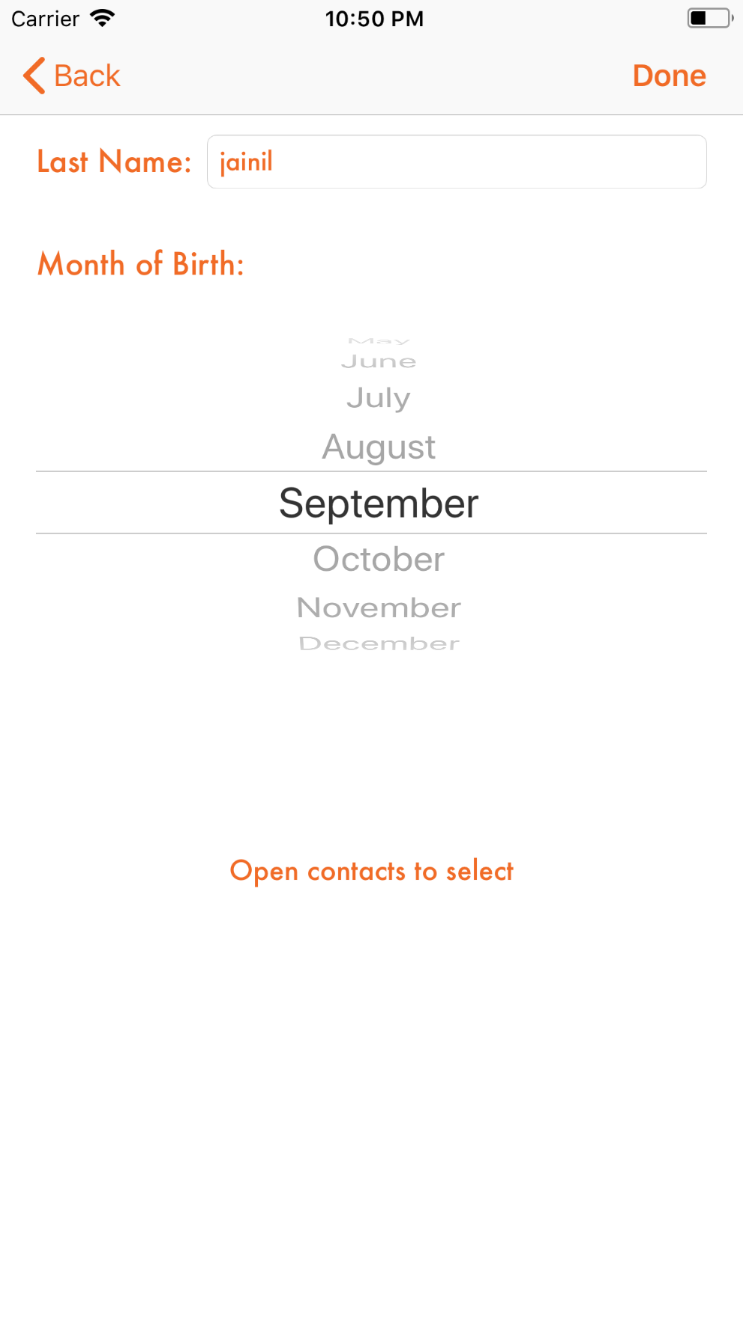 Carrier 10:50 PM
Back Done
Last Name: jainil
Month of Birth:
May
June
July
August
September
October
November
December
Open contacts to select